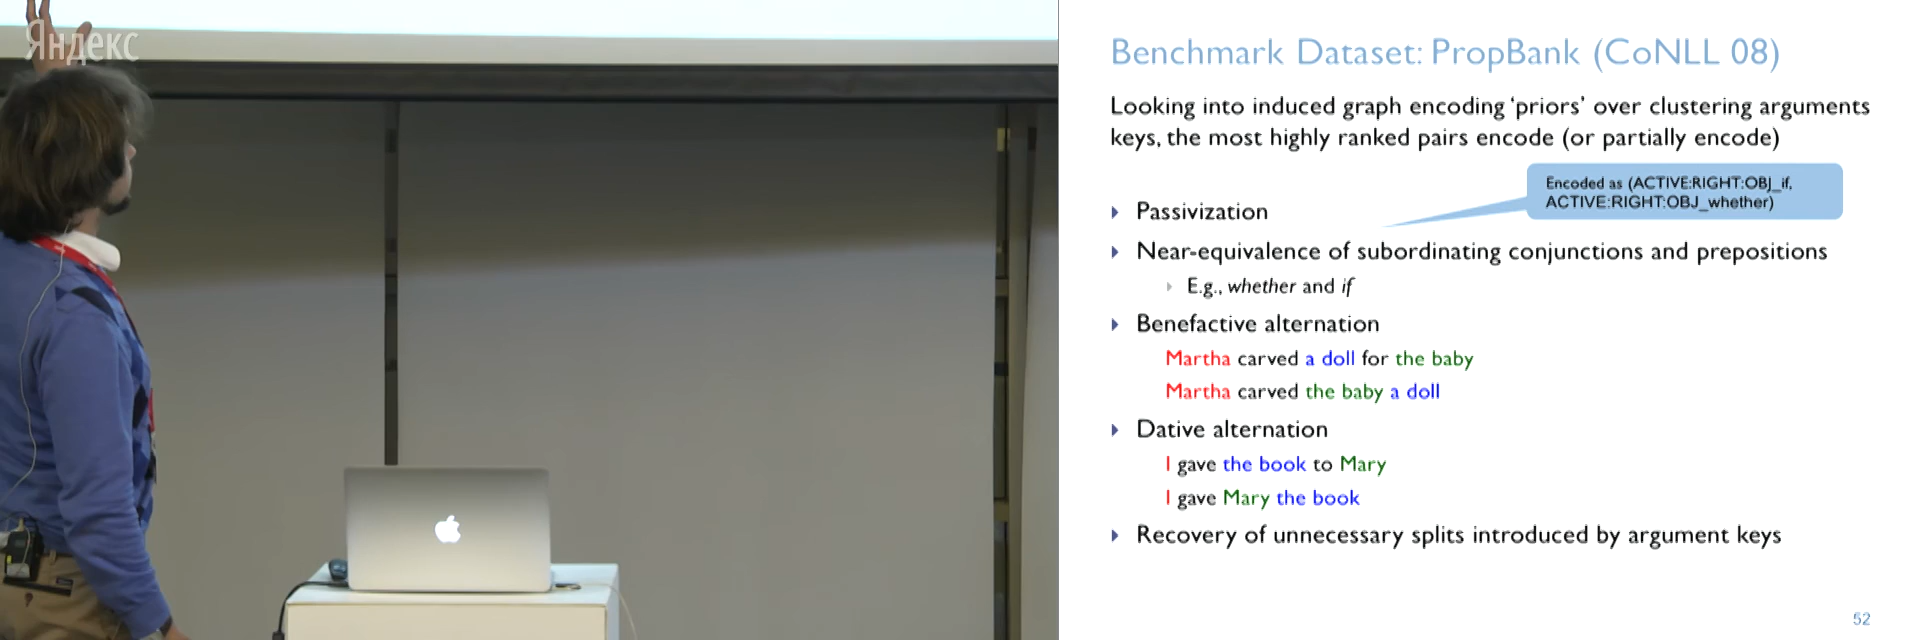 Яндекс
Benchmark Dataset: PropBank (CoNLL 08)
Looking into induced graph encoding ‘priors’ over clustering arguments
keys, the most highly ranked pairs encode (or partially encode)
Encoded as (ACTIVE:RIGHT:OBJ_if,
ACTIVE:RIGHT:OBJ_whether)
Passivization
Near-equivalence of subordinating conjunctions and prepositions
E.g., whether and if
Benefactive alternation
Martha carved a doll for the baby
Martha carved the baby a doll
Dative alternation
I gave the book to Mary
I gave Mary the book
Recovery of unnecessary splits introduced by argument keys
52